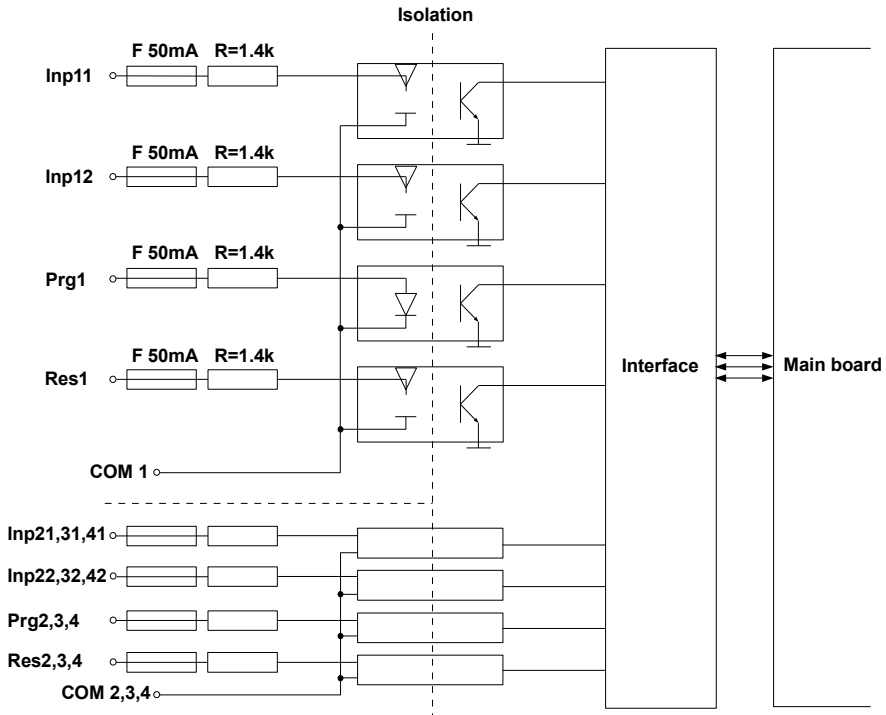 Isolation
F 50mA R=1.4k
Inp11
F 50mA R=1.4k
Inp12
F 50mA R=1.4k
Prg1
F 50mA R=1.4k
Res1
Interface
Main board
COM 1
Inp21,31,41
Inp22,32,42
Prg2,3,4
Res2,3,4
COM 2,3,4